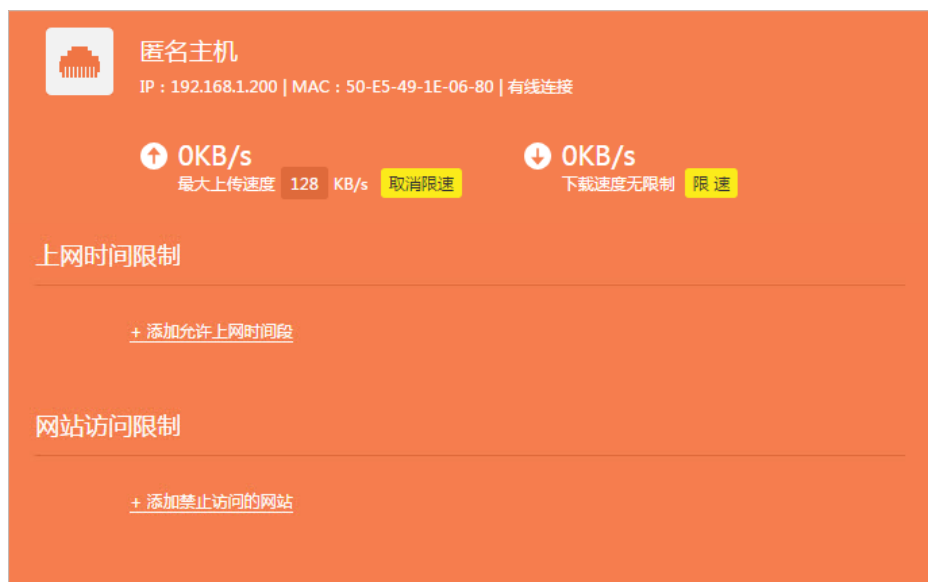 匿名主机
IP：192.168.1.200 | MAC：50-E5-49-1E-06-80 | 有线连接
0KB/s 0KB/s
最大上传速度 128 KB/s 取消限速 下载速度无限制 限 速
上网时间限制
+ 添加允许上网时间段
网站访问限制
+ 添加禁止访问的网站